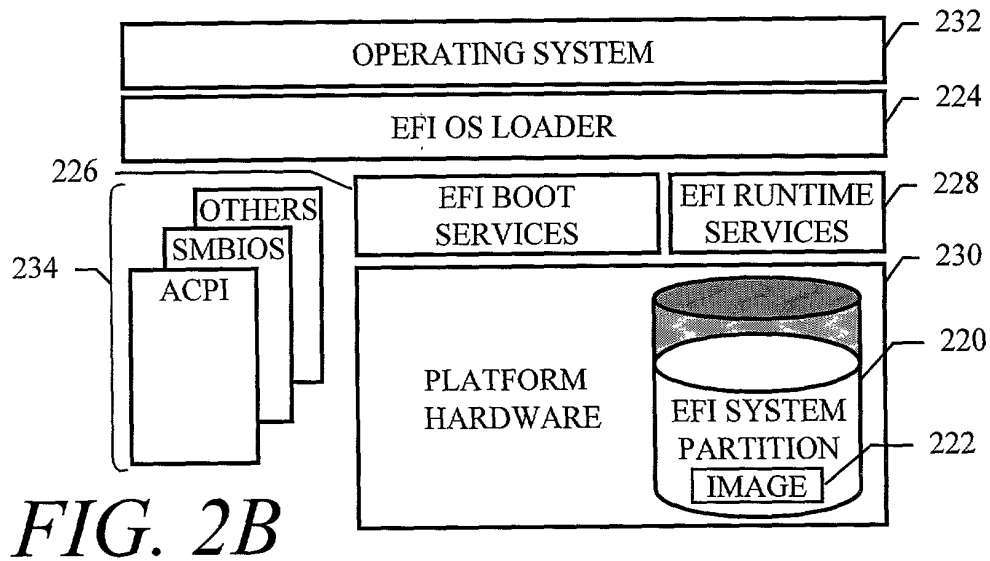 232
OPERATING SYSTEM
224
EFI OS LOADER
226
EFI BOOT
SERVICES
EFI RUNTIME
SERVICES
228
OTHERS
SMBIOS
ACPI
234
230
PLATFORM
HARDWARE
220
EFI SYSTEM
PARTITION
222
IMAGE
FIG. 2B